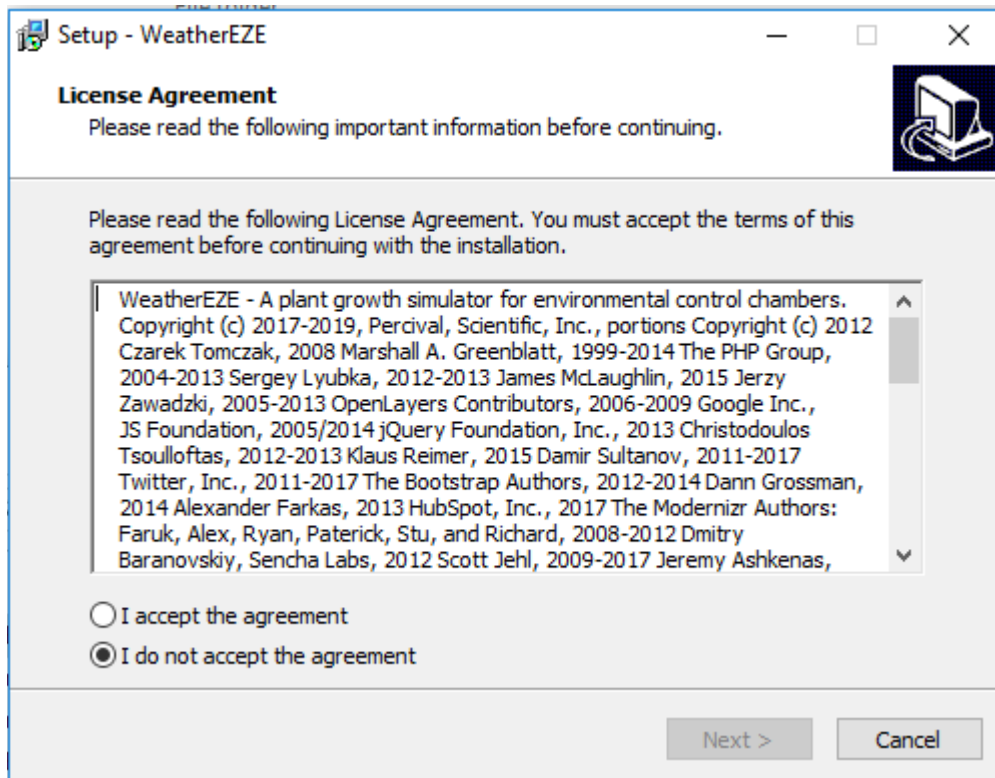 Setup - WeatherEZE
License Agreement
Please read the following important information before continuing.
Please read the following License Agreement. You must accept the terms of this
agreement before continuing with the installation.
WeatherEZE - A plant growth simulator for environmental control chambers.
Copyright (c) 2017-2019, Percival, Scientific, Inc., portions Copyright (c) 2012
Czarek Tomczak, 2008 Marshall A. Greenblatt, 1999-2014 The PHP Group,
2004-2013 Sergey Lyubka, 2012-2013 James McLaughlin, 2015 Jerzy
Zawadzki, 2005-2013 OpenLayers Contributors, 2006-2009 Google Inc.,
JS Foundation, 2005/2014 jQuery Foundation, Inc., 2013 Christodoulos
Tsoulloftas, 2012-2013 Klaus Reimer, 2015 Damir Sultanov, 2011-2017
Twitter, Inc., 2011-2017 The Bootstrap Authors, 2012-2014 Dann Grossman,
2014 Alexander Farkas, 2013 HubSpot, Inc., 2017 The Modernizr Authors:
Faruk, Alex, Ryan, Paterick, Stu, and Richard, 2008-2012 Dmitry
Baranovskiy, Sencha Labs, 2012 Scott Jehl, 2009-2017 Jeremy Ashkenas,
I accept the agreement
I do not accept the agreement
Next >
Cancel